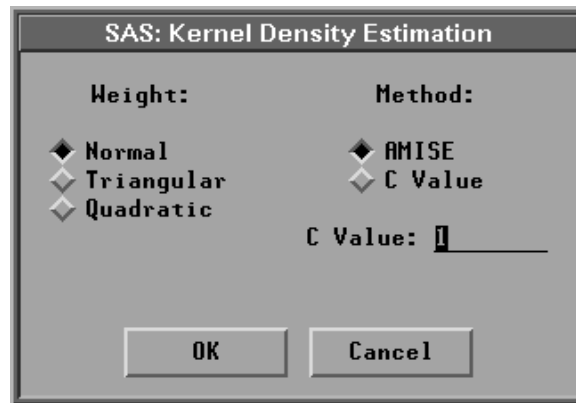 SAS: Kernel Density Estimation
Weight: Method:
Normal AMISE
Triangular C Value
Quadratic
C Value: 1
OK Cancel